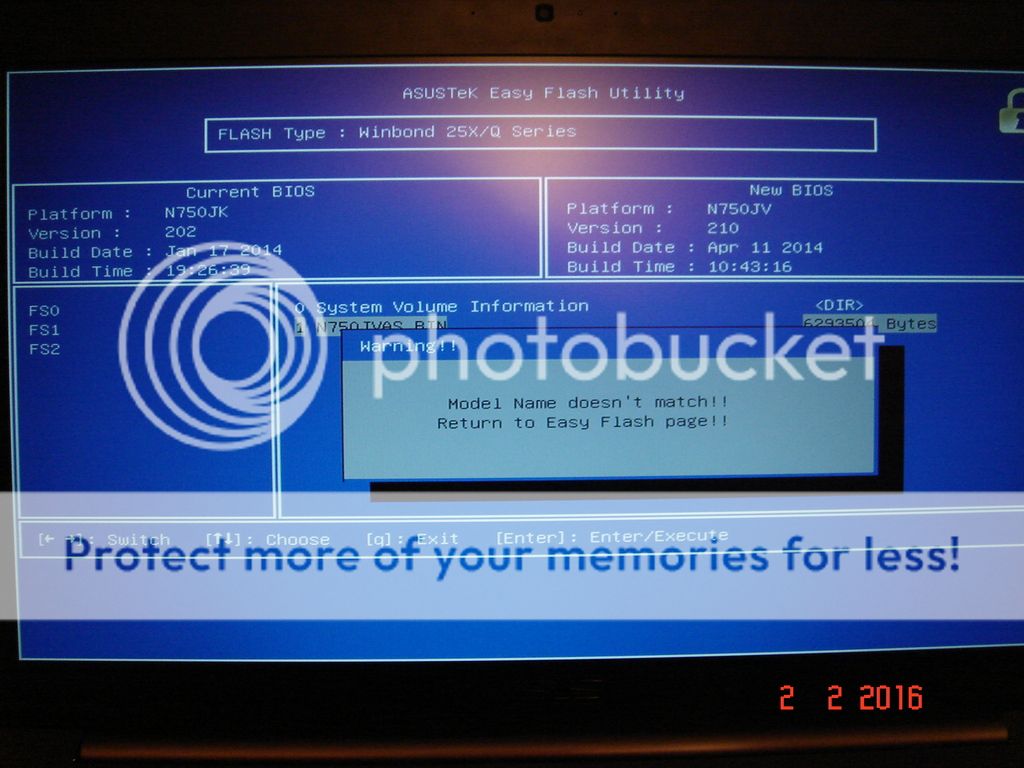 ASUSTeK Easy Flash Utility
FLASH Type : Winbond 25X/Q Series
Current BIOS
Platform : N750JK
Version : 202
Build Date : Jan 17 2014
Build Time : 19:26:39
New BIOS
Platform : N750JV
Version : 210
Build Date : Apr 11 2014
Build Time : 10:43:16
FS0
FS1
FS2
0 System Volume Information <DIR>
1 N750JVAS.BIN 6293504 Bytes
Warning!!
photobucket
Model Name doesn't match!!
Return to Easy Flash page!!
[← →]: Switch [↑↓]: Choose [q]: Exit [Enter]: Enter/Execute
Protect more of your memories for less!
2 2 2016